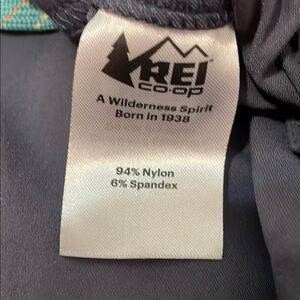 REI
CO·OP
A Wilderness Spirit
Born in 1938
94% Nylon
6% Spandex